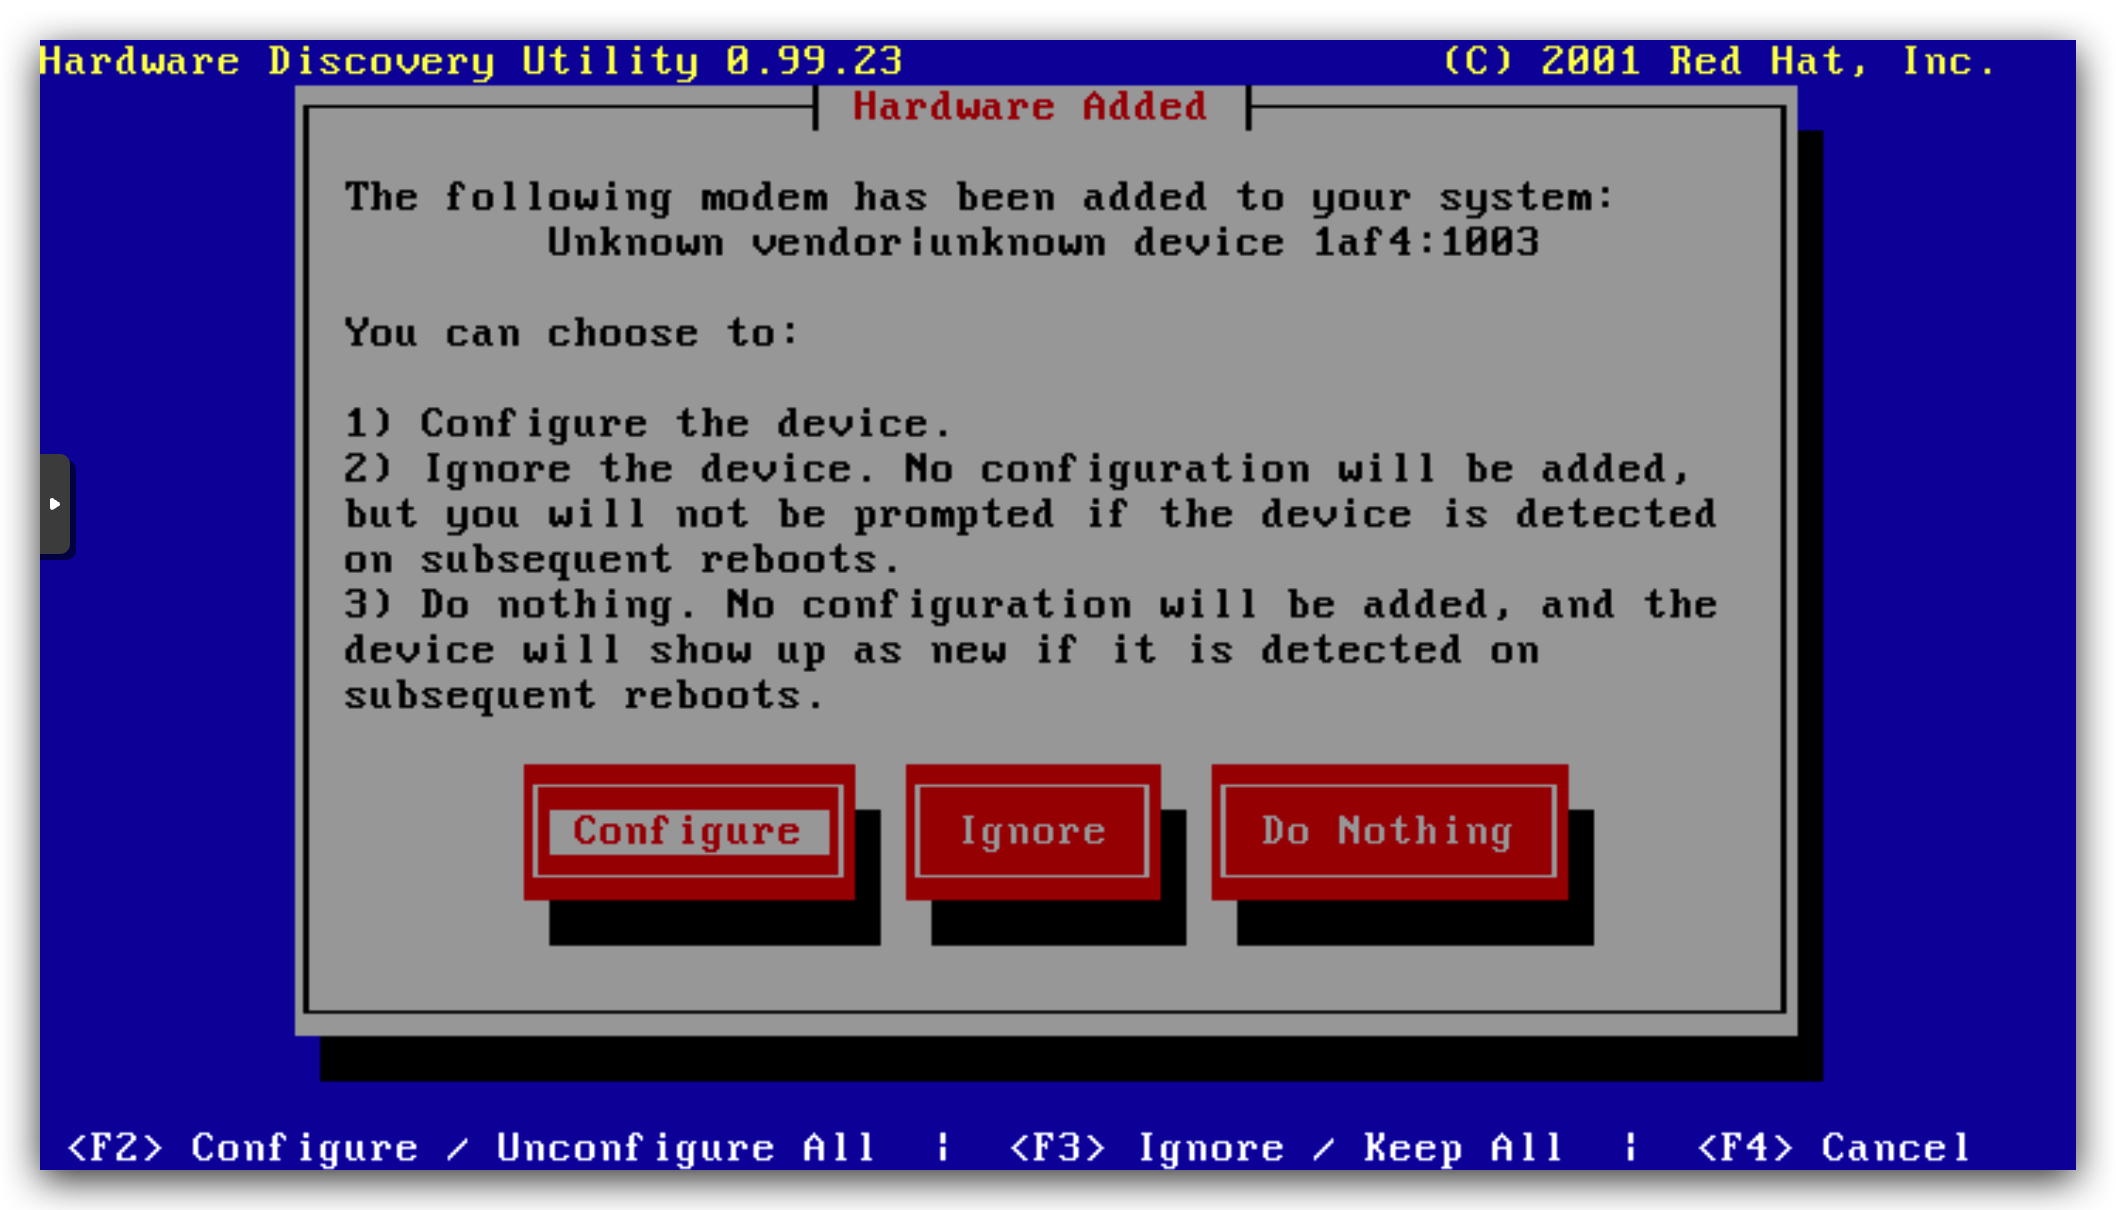 Hardware Discovery Utility 0.99.23 (C) 2001 Red Hat, Inc.
Hardware Added
The following modem has been added to your system:
Unknown vendor|unknown device 1af4:1003
You can choose to:
1) Configure the device.
2) Ignore the device. No configuration will be added,
but you will not be prompted if the device is detected
on subsequent reboots.
3) Do nothing. No configuration will be added, and the
device will show up as new if it is detected on
subsequent reboots.
Configure Ignore Do Nothing
<F2> Configure / Unconfigure All | <F3> Ignore / Keep All | <F4> Cancel